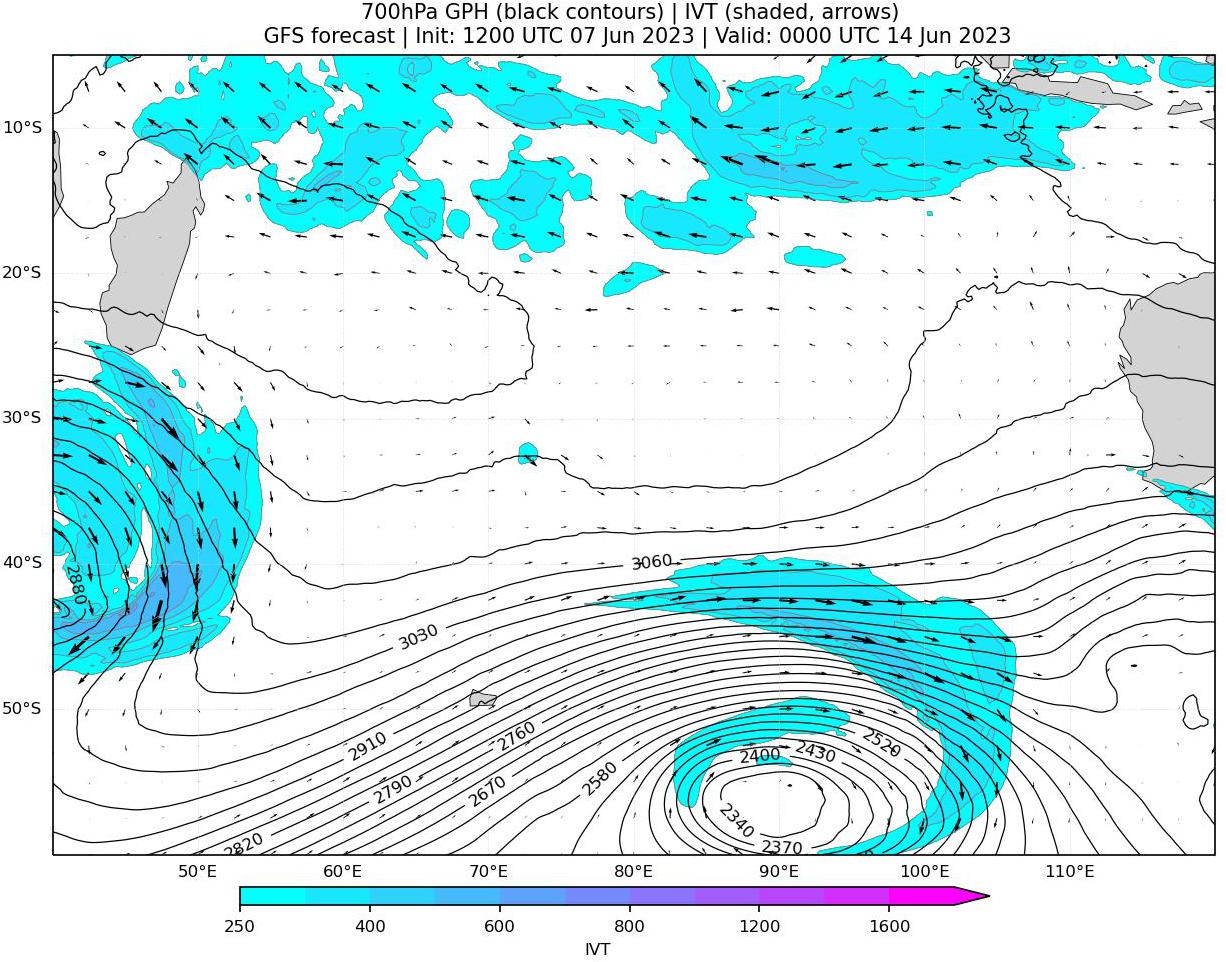 700hPa GPH (black contours) | IVT (shaded, arrows)
GFS forecast | Init: 1200 UTC 07 Jun 2023 | Valid: 0000 UTC 14 Jun 2023
10°S
20°S
30°S
40°S
50°S
3060
2880
3030
2910
2760
2520
2430
2400
2790
2670
2580
2340
2820
2370
50°E
60°E
70°E
80°E
90°E
100°E
110°E
250
400
600
800
1200
1600
IVT